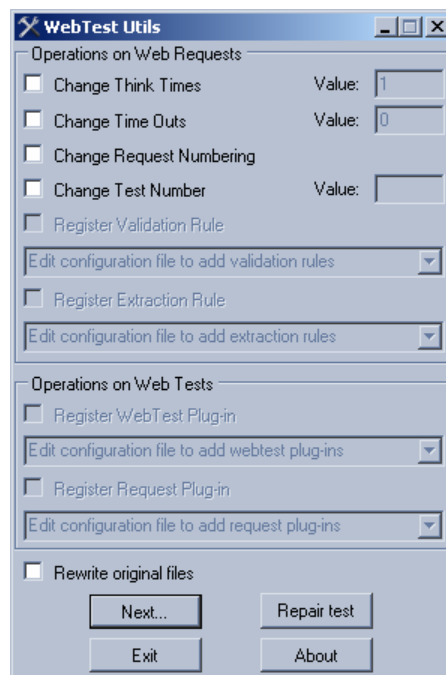 WebTest Utils
Operations on Web Requests
Change Think Times Value: 1
Change Time Outs Value: 0
Change Request Numbering
Change Test Number Value:
Register Validation Rule
Edit configuration file to add validation rules
Register Extraction Rule
Edit configuration file to add extraction rules
Operations on Web Tests
Register WebTest Plug-in
Edit configuration file to add webtest plug-ins
Register Request Plug-in
Edit configuration file to add request plug-ins
Rewrite original files
Next... Repair test
Exit About